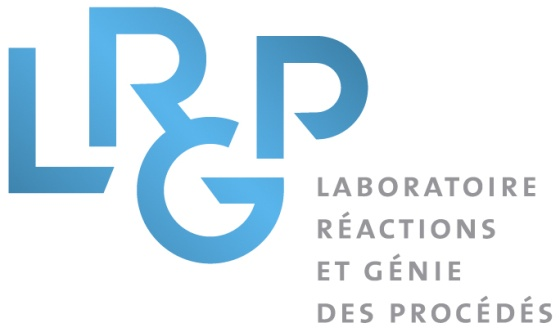 LRGP
LABORATOIRE
RÉACTIONS
ET GÉNIE
DES PROCÉDÉS